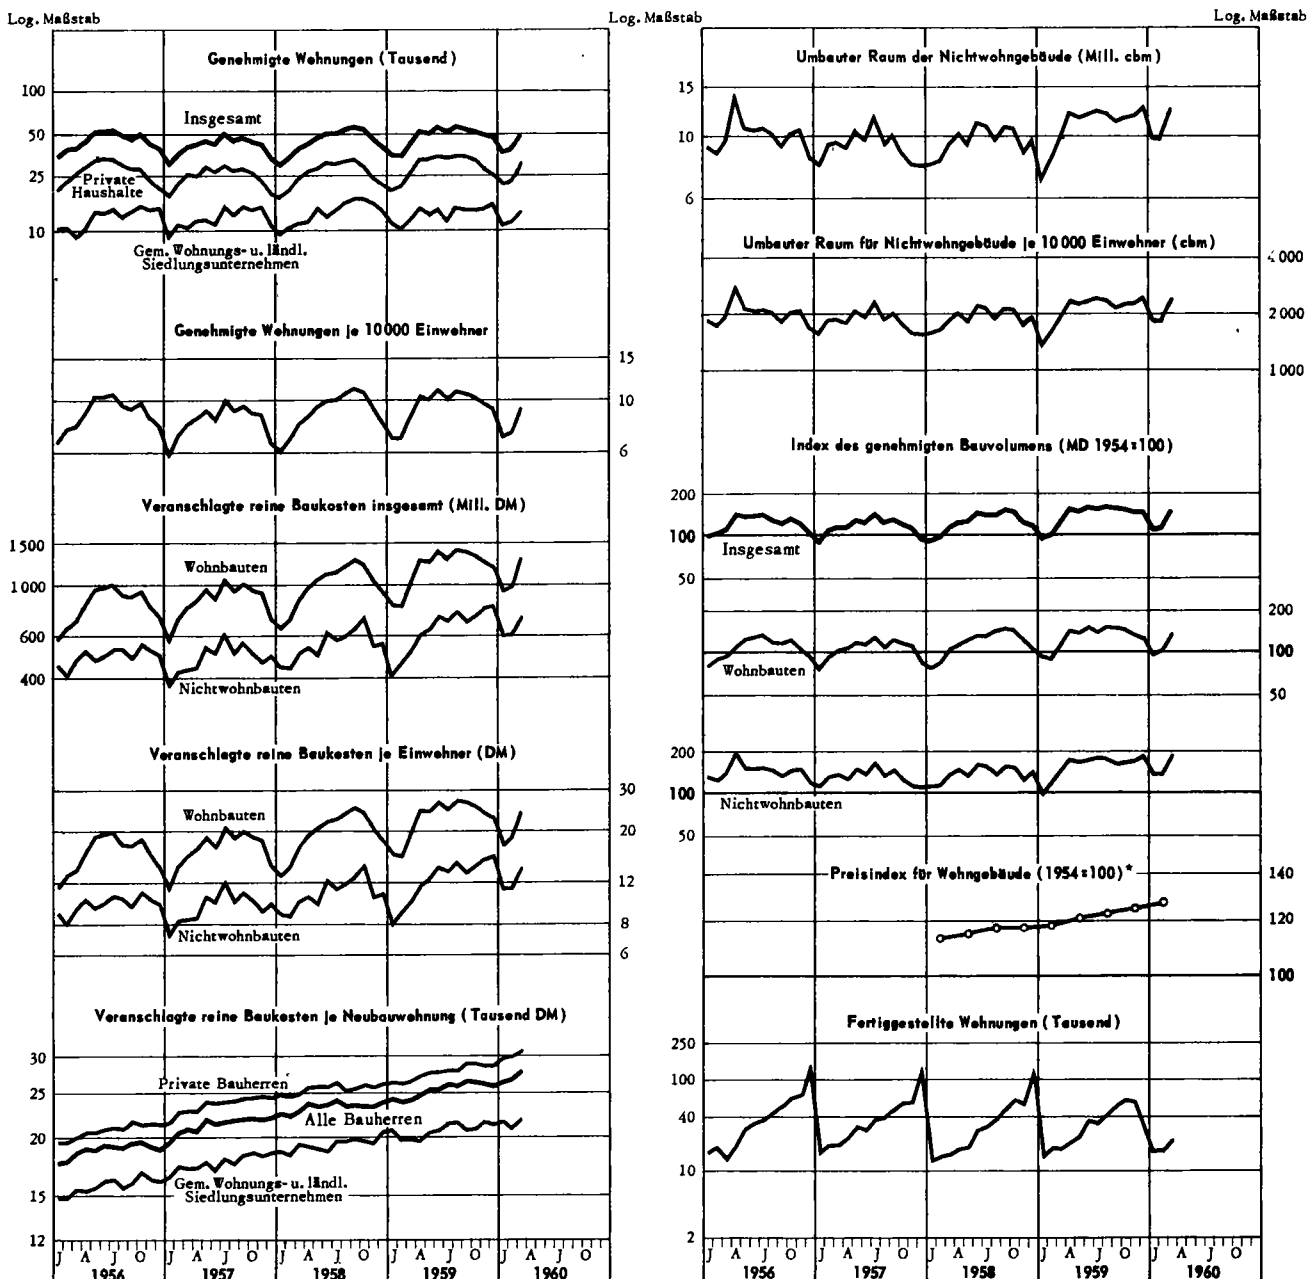 Log. Maßstab
Genehmigte Wohnungen (Tausend)
100
50
25
10
Insgesamt
Private
Haushalte
Gem. Wohnungs- u. ländl.
Siedlungsunternehmen
Genehmigte Wohnungen je 10000 Einwohner
15
10
6
Veranschlagte reine Baukosten insgesamt (Mill. DM)
1 500
1 000
600
400
Wohnbauten
Nichtwohnbauten
Veranschlagte reine Baukosten je Einwohner (DM)
30
20
12
8
6
Wohnbauten
Nichtwohnbauten
Veranschlagte reine Baukosten je Neubauwohnung (Tausend DM)
30
25
20
15
12
Private Bauherren
Alle Bauherren
Gem. Wohnungs- u. ländl.
Siedlungsunternehmen
J A J O J A J O J A J O J A J O J A
1956 1957 1958 1959 1960
Log. Maßstab
Log. Maßstab
Umbauter Raum der Nichtwohngebäude (Mill. cbm)
15
10
6
Umbauter Raum für Nichtwohngebäude je 10000 Einwohner (cbm)
4 000
2 000
1 000
Index des genehmigten Bauvolumens (MD 1954=100)
200
100
50
Insgesamt
200
100
50
Wohnbauten
200
100
50
Nichtwohnbauten
Preisindex für Wohngebäude (1954=100)*
140
120
100
Fertiggestellte Wohnungen (Tausend)
250
100
40
10
2
J A J O J A J O J A J O J A J O J A
1956 1957 1958 1959 1960